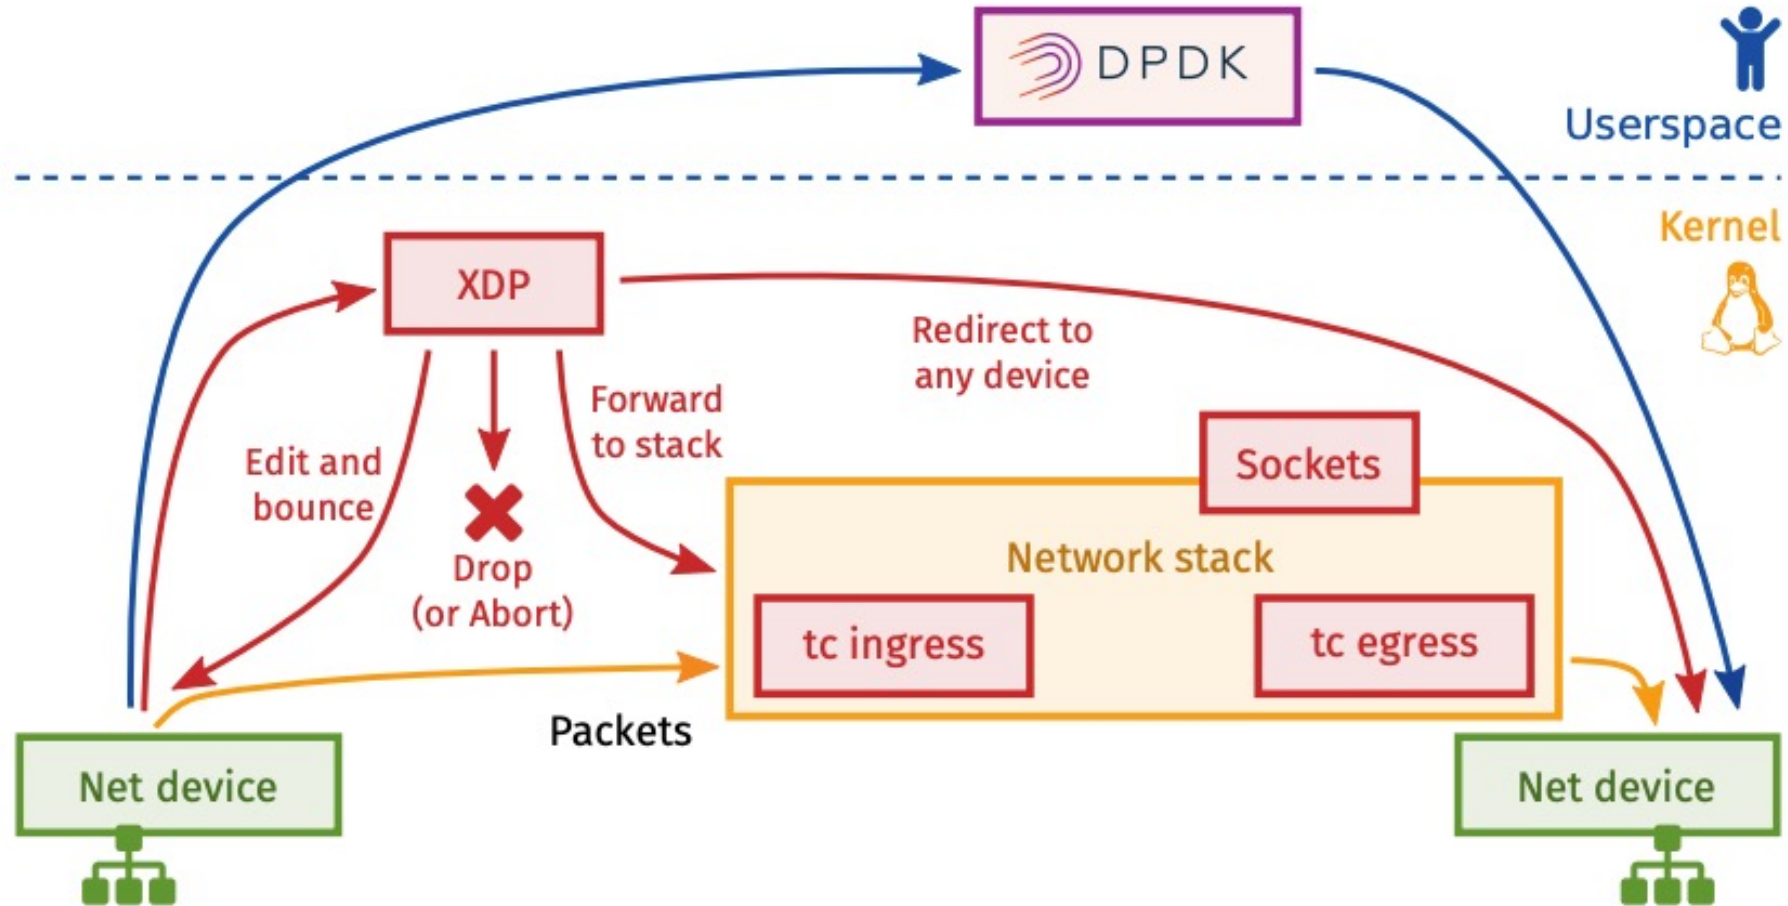 DPDK
Userspace
Kernel
XDP
Redirect to
any device
Forward
to stack
Edit and
bounce
Sockets
Drop
(or Abort)
Network stack
tc ingress
tc egress
Packets
Net device
Net device